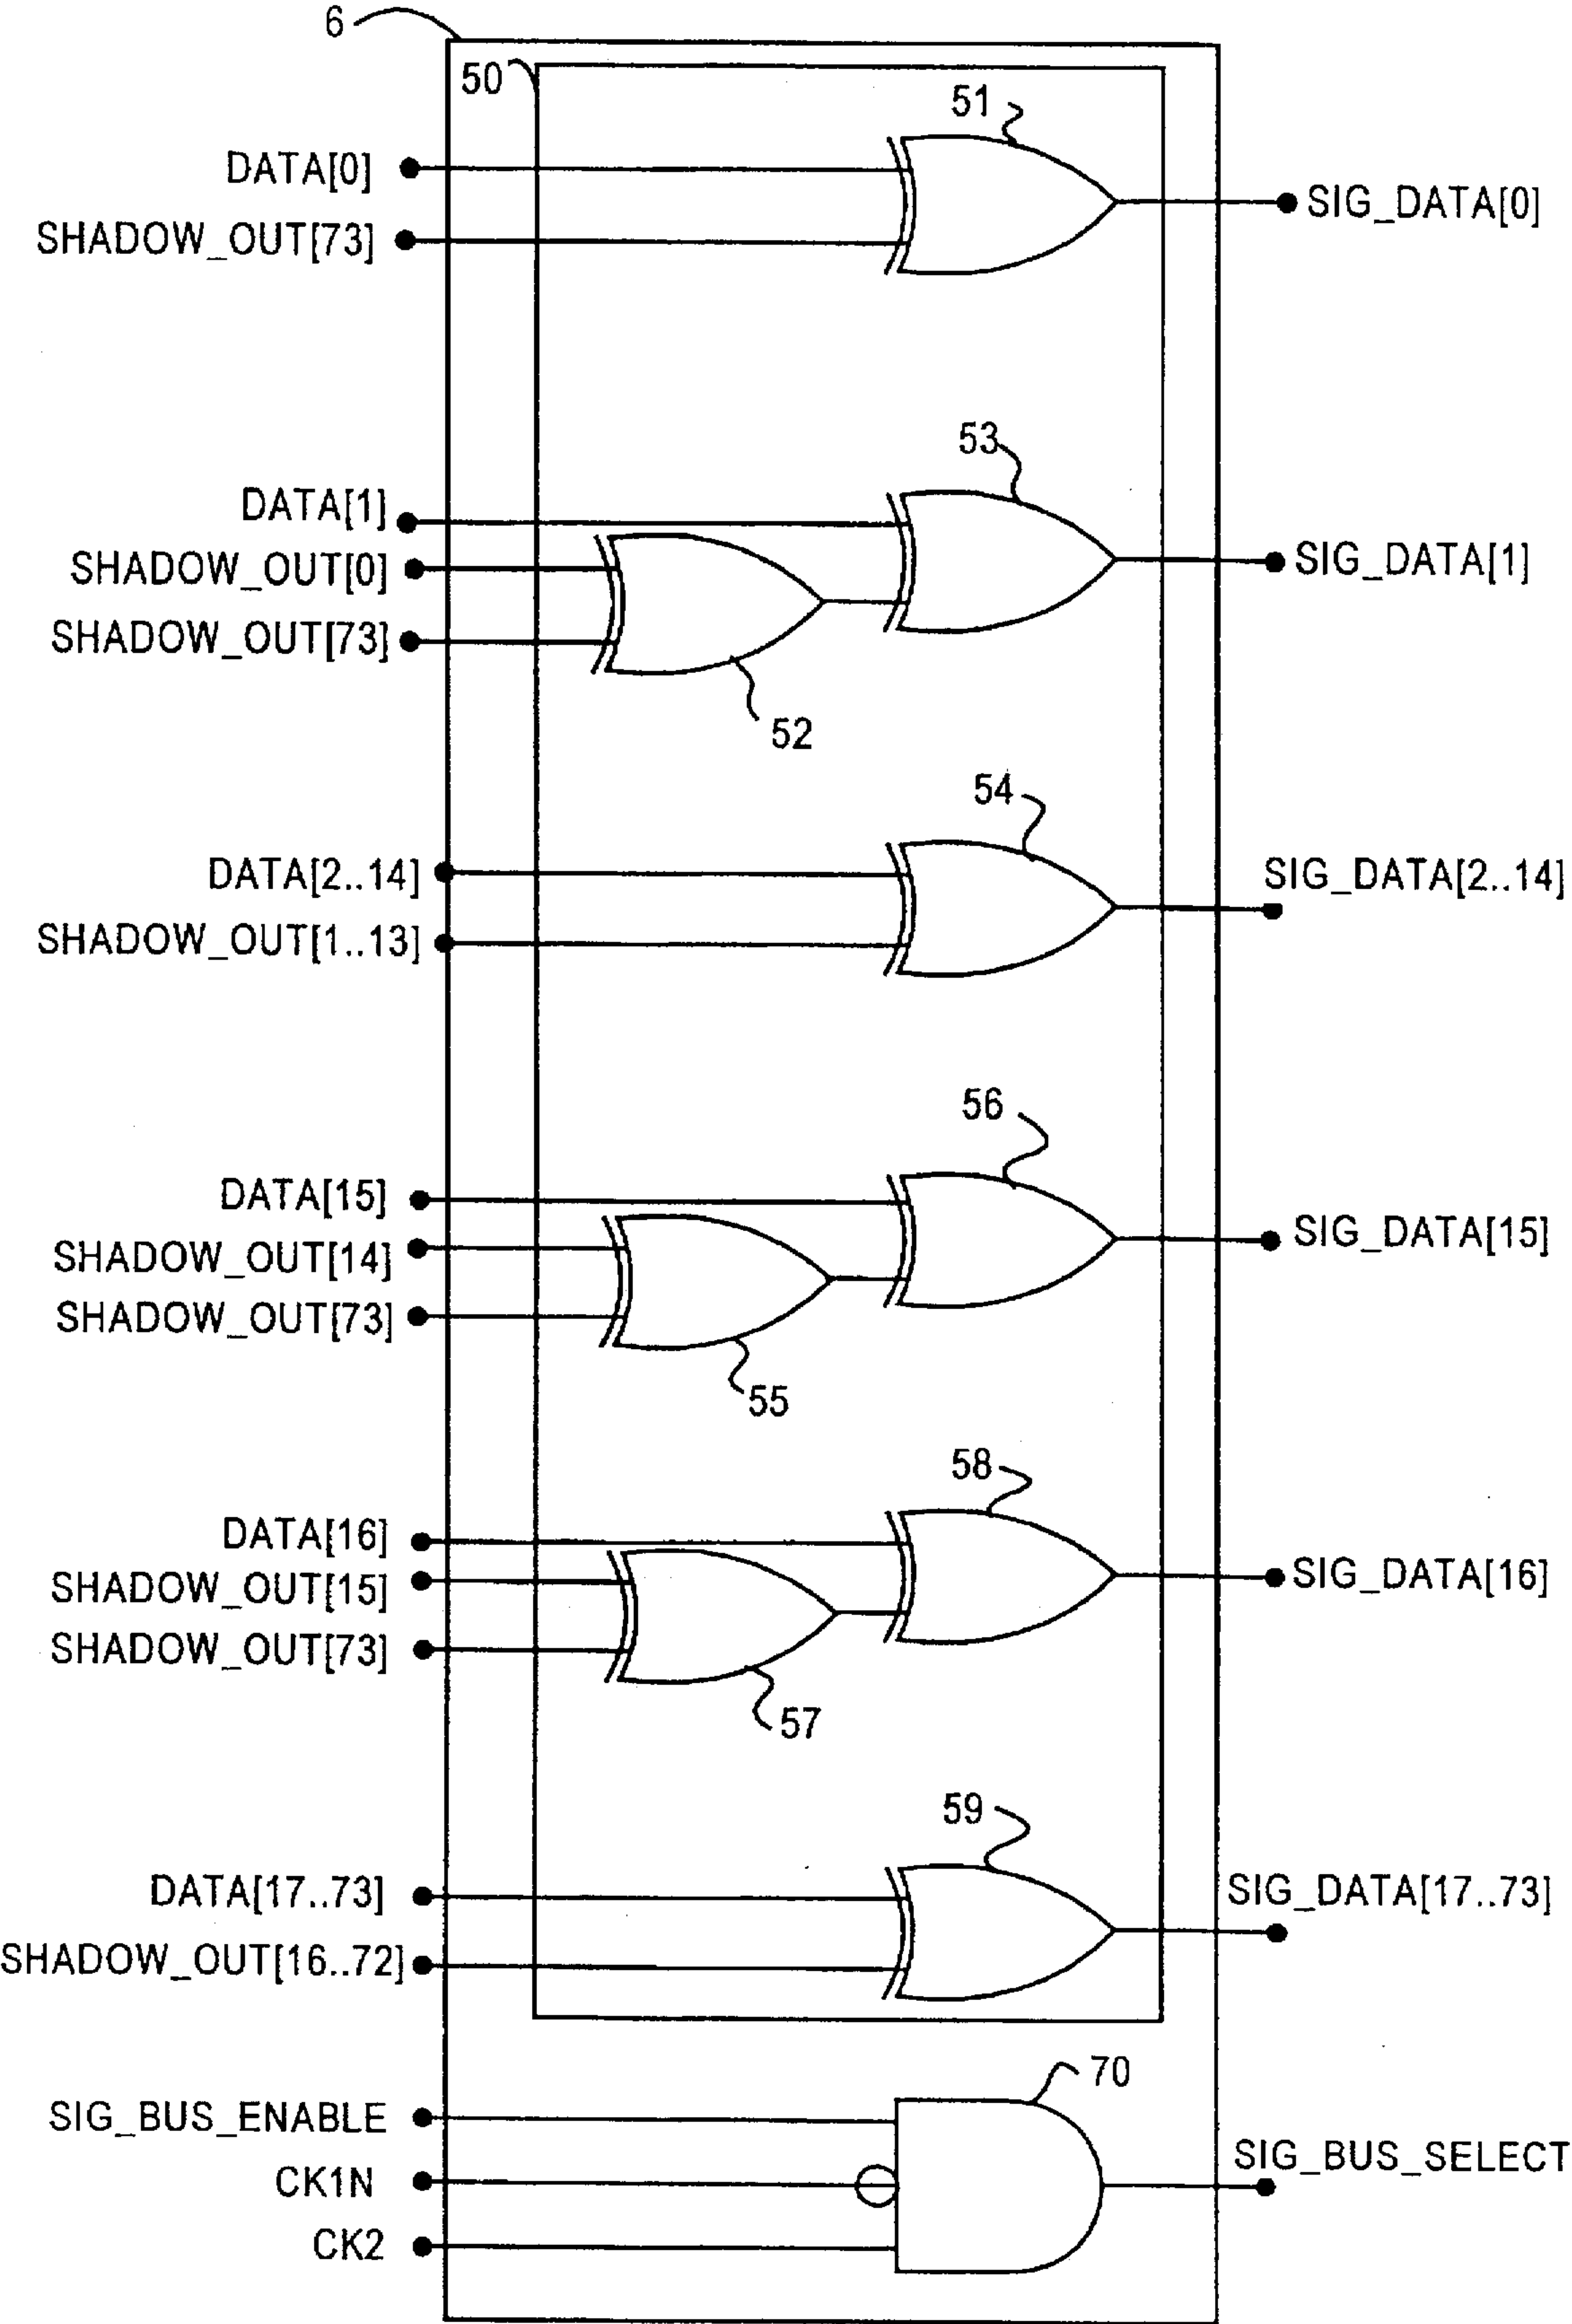 6
50
51
DATA[0]
SHADOW_OUT[73]
SIG_DATA[0]
53
DATA[1]
SHADOW_OUT[0]
SHADOW_OUT[73]
SIG_DATA[1]
52
54
DATA[2..14]
SHADOW_OUT[1..13]
SIG_DATA[2..14]
56
DATA[15]
SHADOW_OUT[14]
SHADOW_OUT[73]
SIG_DATA[15]
55
58
DATA[16]
SHADOW_OUT[15]
SHADOW_OUT[73]
SIG_DATA[16]
57
59
DATA[17..73]
SHADOW_OUT[16..72]
SIG_DATA[17..73]
70
SIG_BUS_ENABLE
CK1N
CK2
SIG_BUS_SELECT